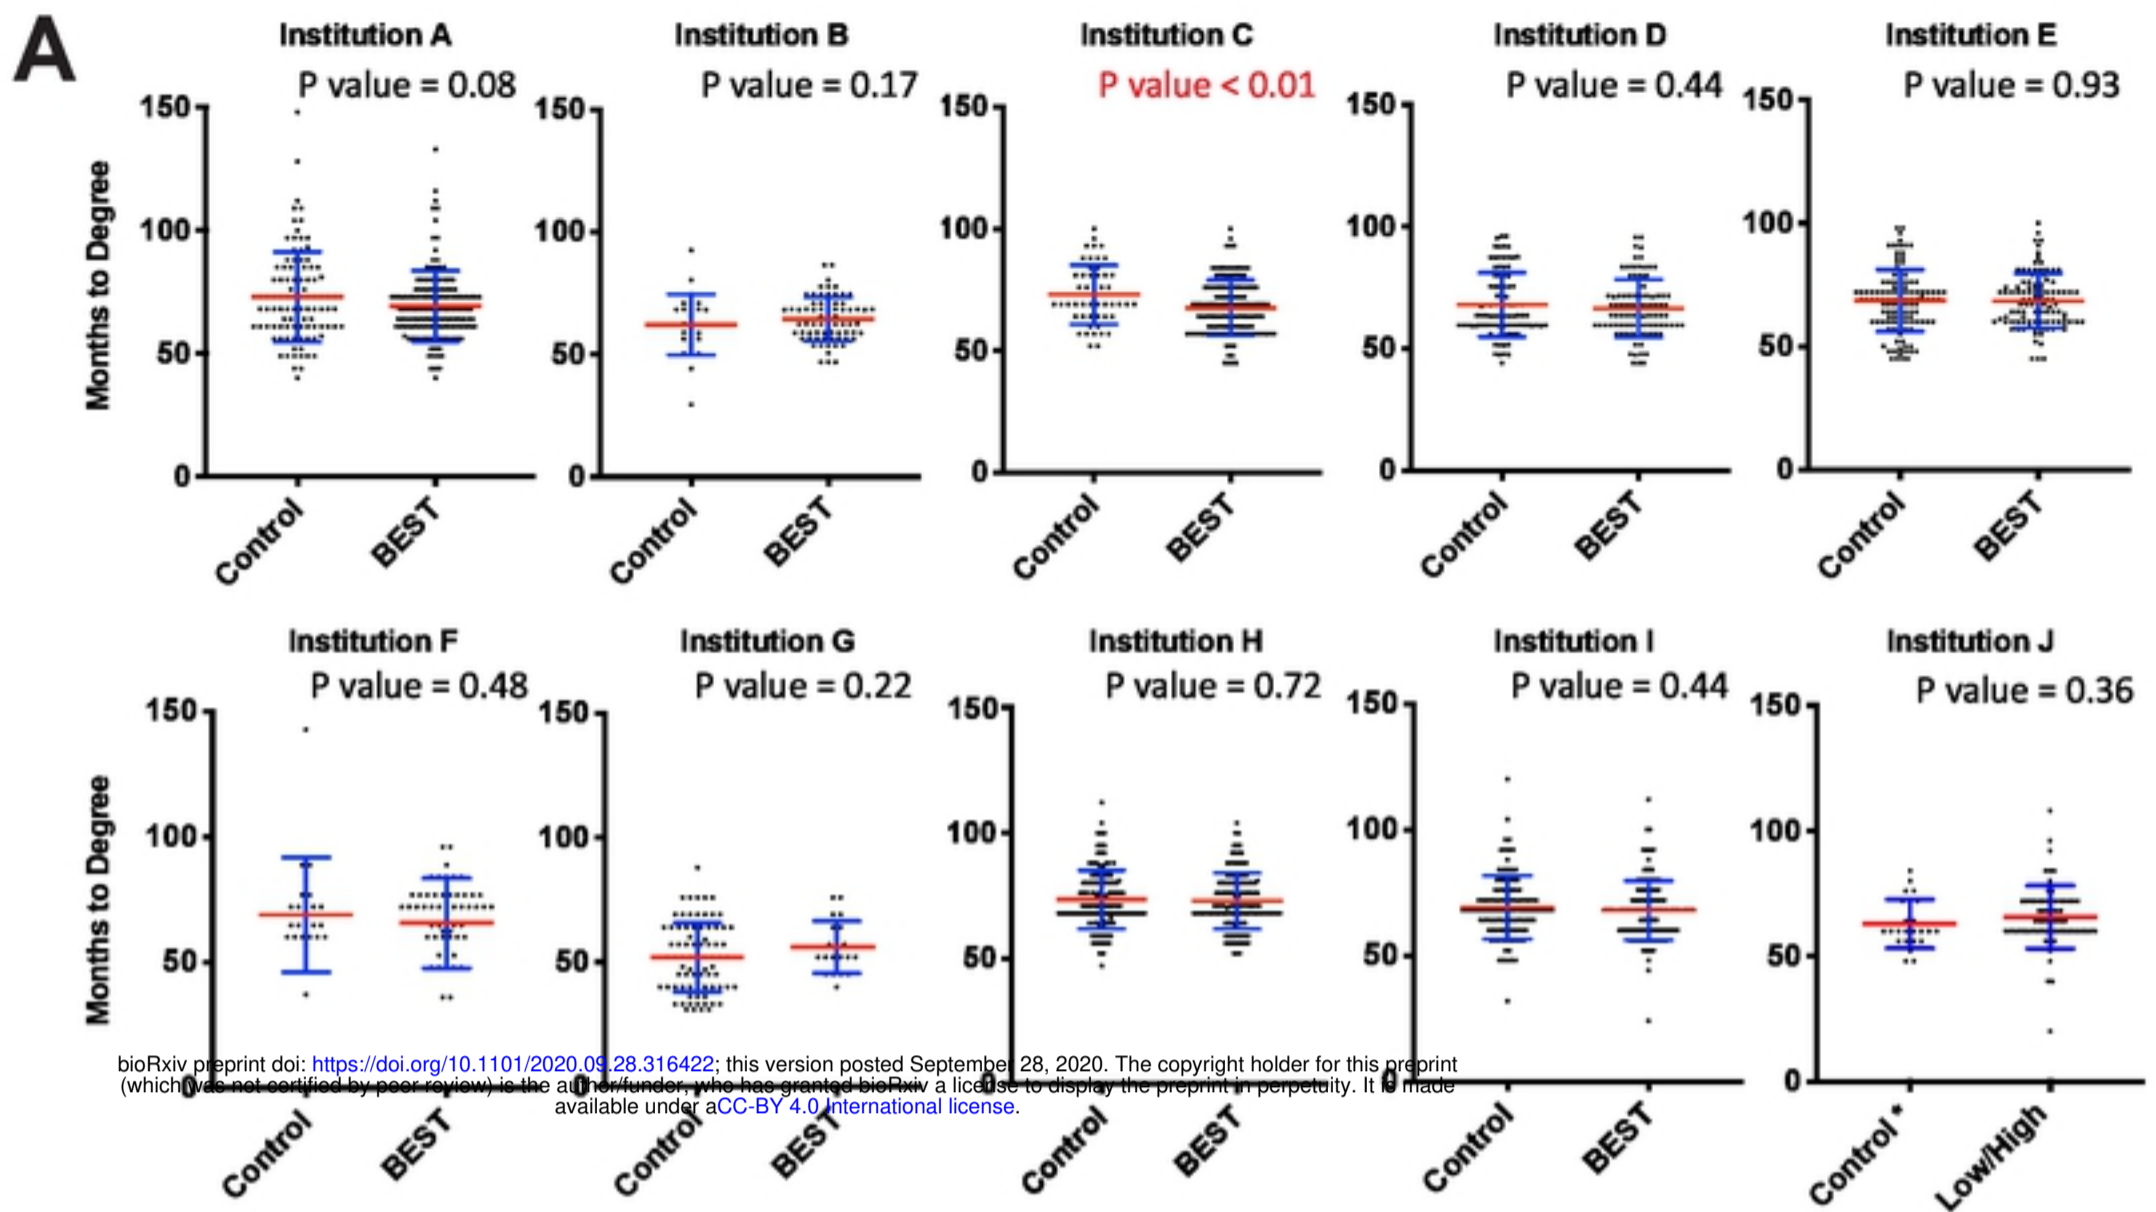 A
Institution A
P value = 0.08
Months to Degree
150
100
50
0
Control
BEST
Institution B
P value = 0.17
150
100
50
0
Control
BEST
Institution C
P value < 0.01
150
100
50
0
Control
BEST
Institution D
P value = 0.44
150
100
50
0
Control
BEST
Institution E
P value = 0.93
150
100
50
0
Control
BEST
Institution F
P value = 0.48
Months to Degree
150
100
50
0
Control
BEST
Institution G
P value = 0.22
150
100
50
0
Control
BEST
Institution H
P value = 0.72
150
100
50
0
Control
BEST
Institution I
P value = 0.44
150
100
50
0
Control
BEST
Institution J
P value = 0.36
150
100
50
0
Control *
Low/High
bioRxiv preprint doi: https://doi.org/10.1101/2020.09.28.316422; this version posted September 28, 2020. The copyright holder for this preprint
(which was not certified by peer review) is the author/funder, who has granted bioRxiv a license to display the preprint in perpetuity. It is made
available under aCC-BY 4.0 International license.